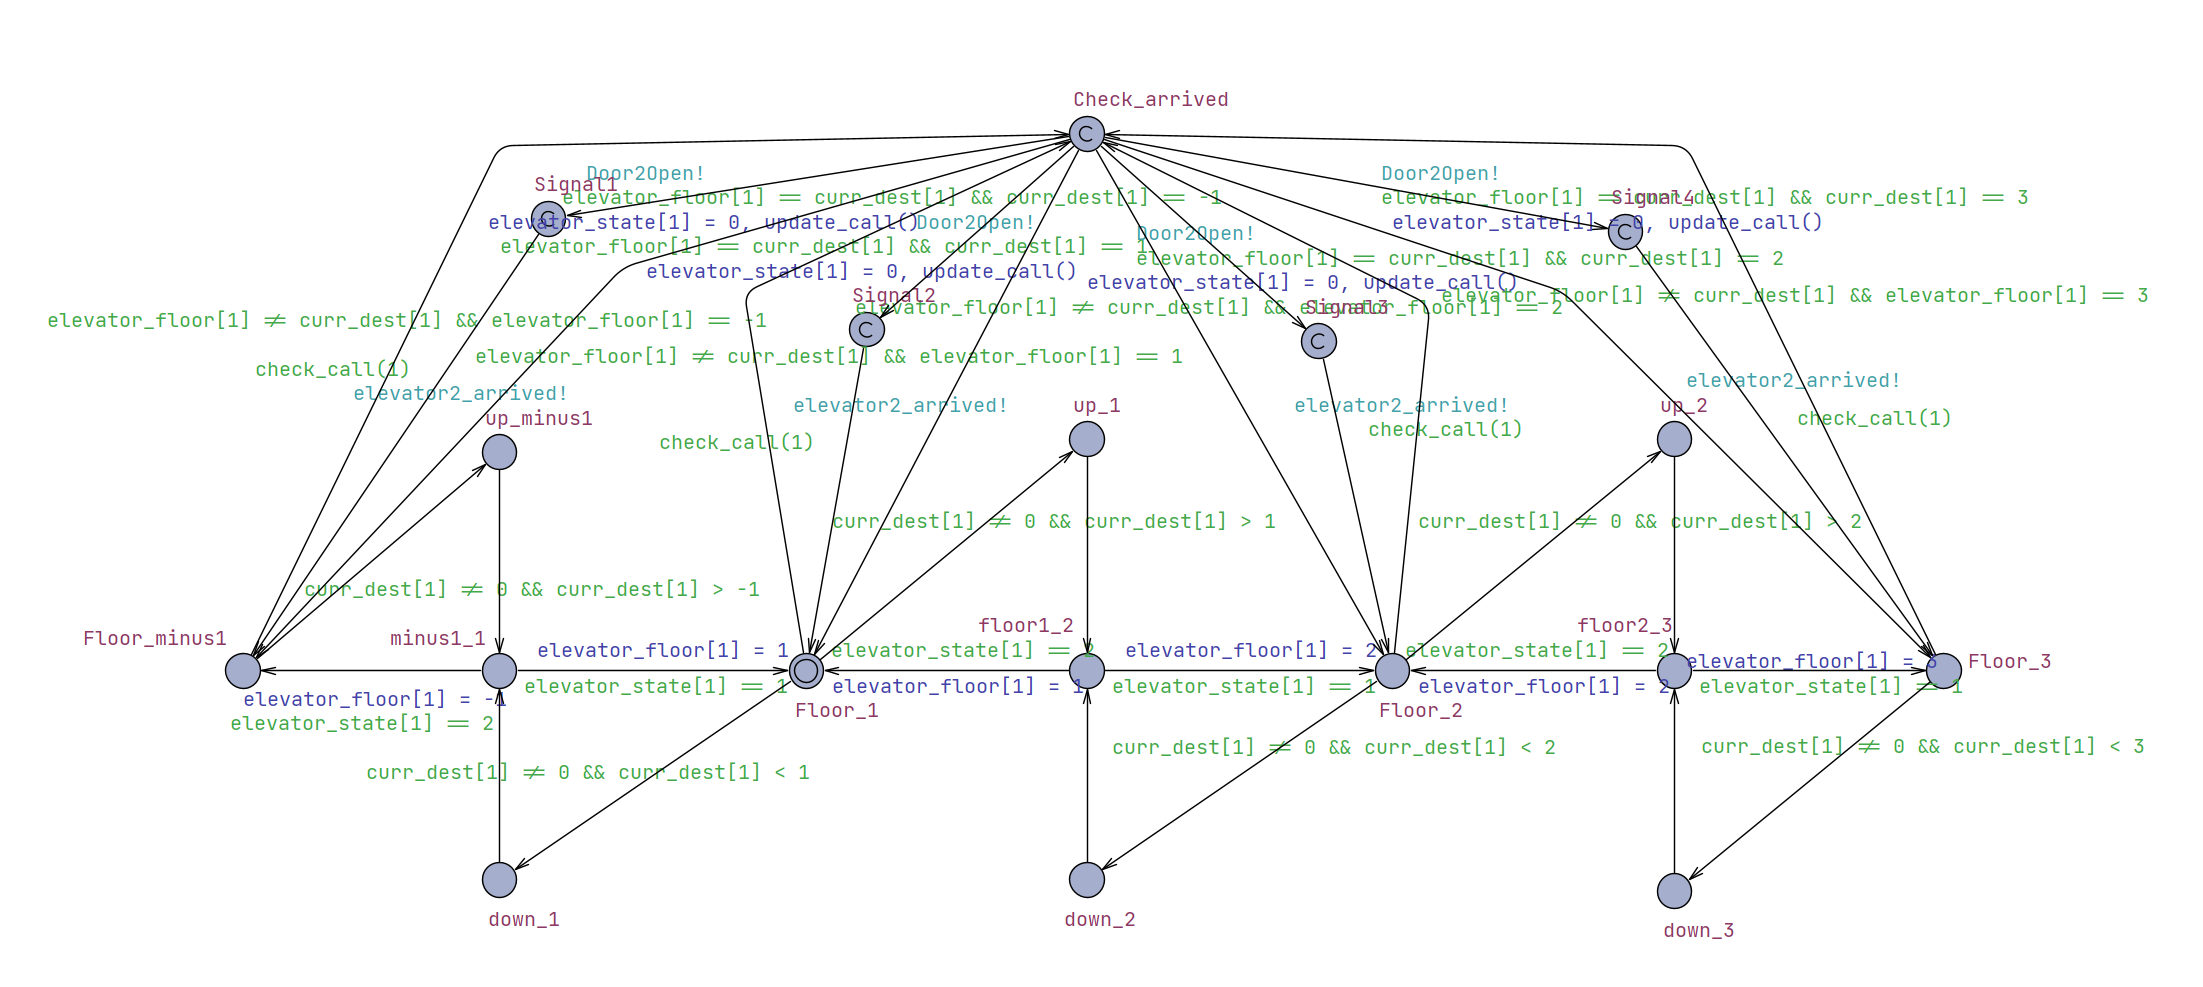 Check_arrived
C
Door2Open!
Door2Open!
Signal1
elevator_floor[1] == curr_dest[1] && curr_dest[1] == -1
elevator_floor[1] == curr_dest[1] && curr_dest[1] == 3
Signal4
C
elevator_state[1] = 0, update_call()
Door2Open!
elevator_state[1] = 0, update_call()
C
Door2Open!
elevator_floor[1] == curr_dest[1] && curr_dest[1] == 1
elevator_floor[1] == curr_dest[1] && curr_dest[1] == 2
elevator_state[1] = 0, update_call()
elevator_state[1] = 0, update_call()
Signal2
elevator_floor[1] != curr_dest[1] && elevator_floor[1] == 3
elevator_floor[1] != curr_dest[1] && elevator_floor[1] == 2
Signal3
elevator_floor[1] != curr_dest[1] && elevator_floor[1] == -1
C
C
elevator_floor[1] != curr_dest[1] && elevator_floor[1] == 1
check_call(1)
elevator2_arrived!
elevator2_arrived!
up_minus1
elevator2_arrived!
up_1
elevator2_arrived!
up_2
check_call(1)
check_call(1)
check_call(1)
curr_dest[1] != 0 && curr_dest[1] > 1
curr_dest[1] != 0 && curr_dest[1] > 2
curr_dest[1] != 0 && curr_dest[1] > -1
Floor_minus1
minus1_1
floor1_2
floor2_3
elevator_floor[1] = 1
elevator_state[1] == 2
elevator_floor[1] = 2
elevator_state[1] == 2
elevator_floor[1] = 3
Floor_3
elevator_state[1] == 1
elevator_floor[1] = 1
elevator_state[1] == 1
elevator_floor[1] = 2
elevator_state[1] == 1
elevator_floor[1] = -1
Floor_1
Floor_2
elevator_state[1] == 2
curr_dest[1] != 0 && curr_dest[1] < 2
curr_dest[1] != 0 && curr_dest[1] < 3
curr_dest[1] != 0 && curr_dest[1] < 1
down_1
down_2
down_3